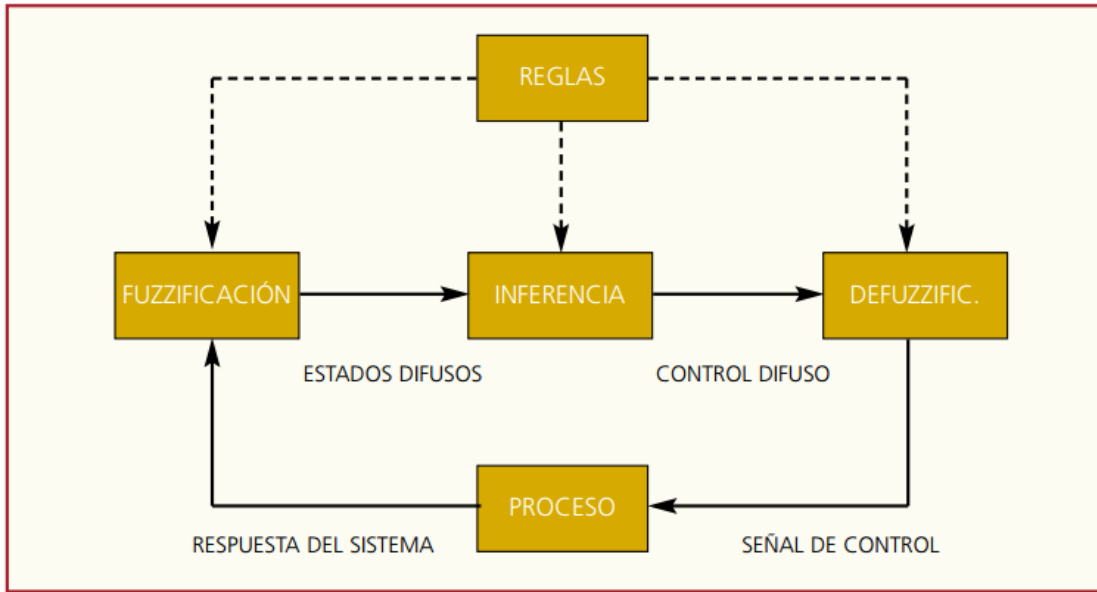 REGLAS
FUZZIFICACIÓN
INFERENCIA
DEFUZZIFIC.
ESTADOS DIFUSOS
CONTROL DIFUSO
PROCESO
RESPUESTA DEL SISTEMA
SEÑAL DE CONTROL